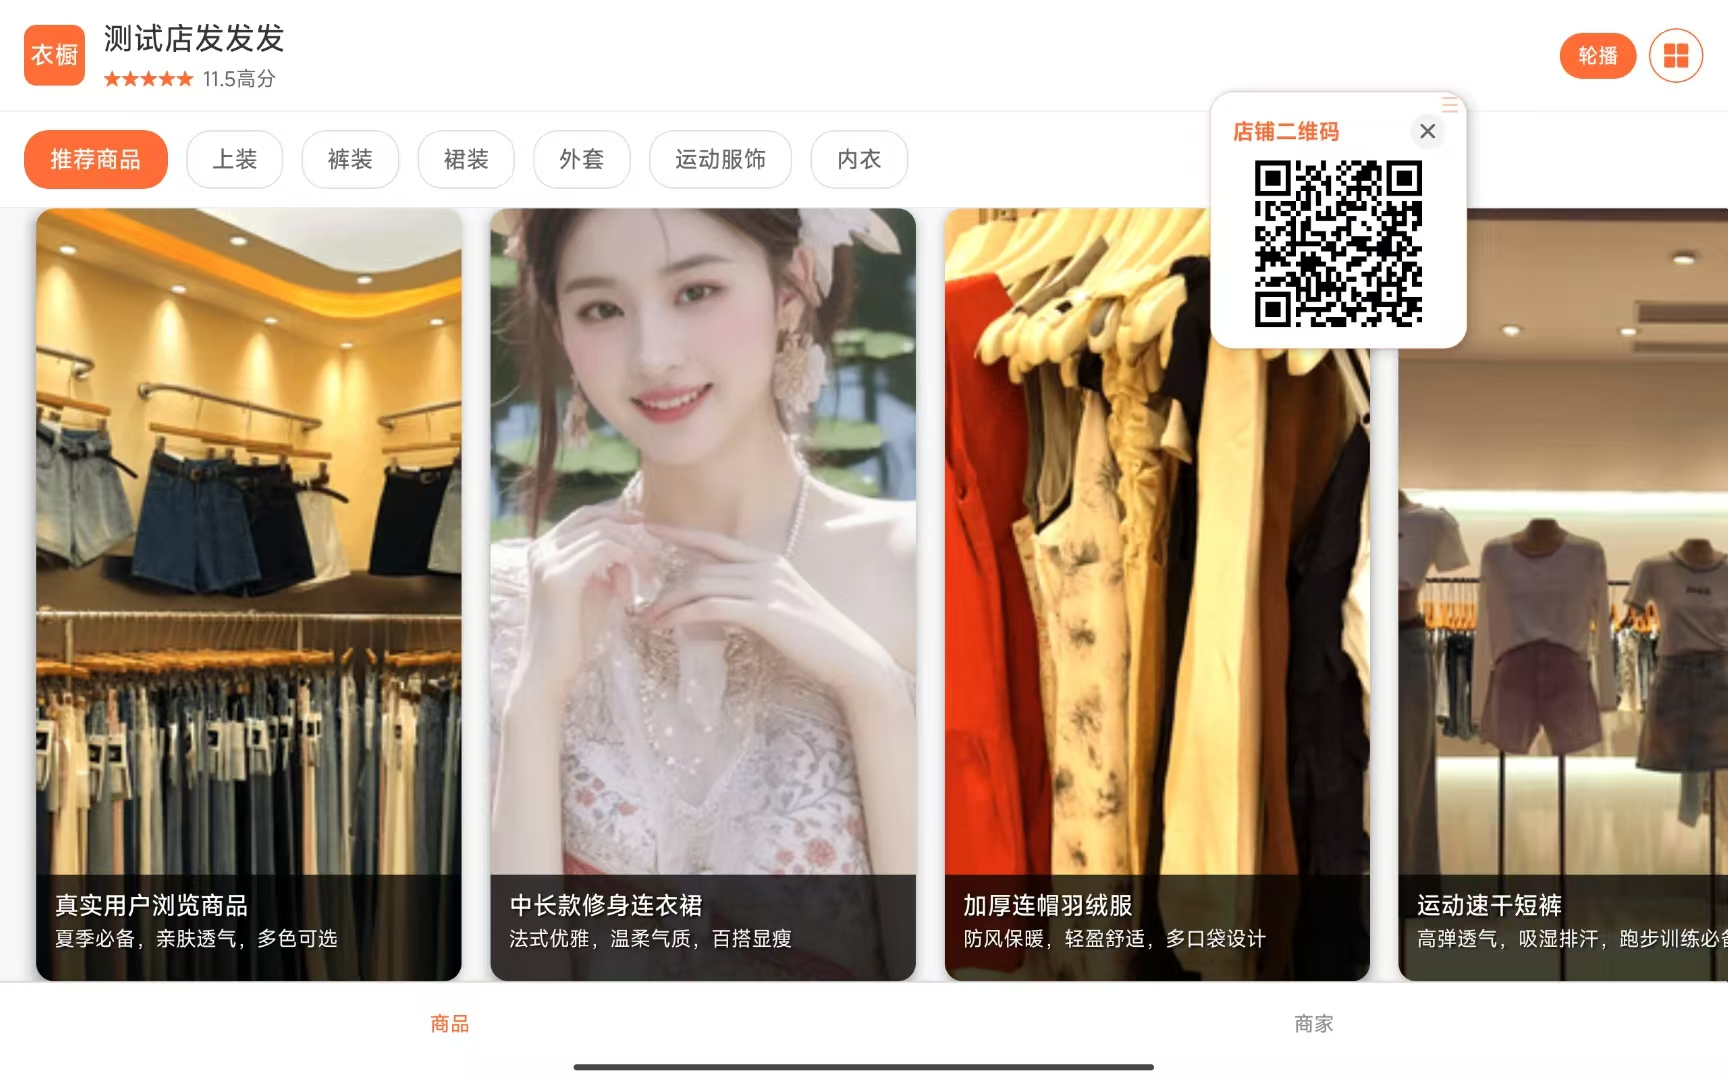 衣橱
测试店发发发
11.5高分
轮播
店铺二维码
推荐商品
上装
裤装
裙装
外套
运动服饰
内衣
真实用户浏览商品
夏季必备，亲肤透气，多色可选
中长款修身连衣裙
法式优雅，温柔气质，百搭显瘦
加厚连帽羽绒服
防风保暖，轻盈舒适，多口袋设计
运动速干短裤
高弹透气，吸湿排汗，跑步训练必备
商品
商家